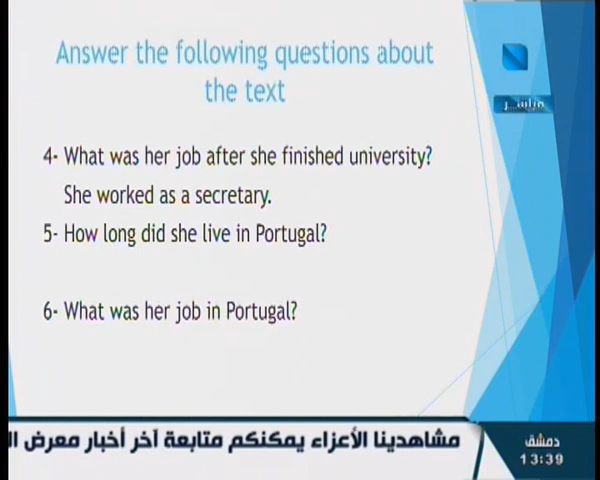 Answer the following questions about
the text
مباشر
4- What was her job after she finished university?
She worked as a secretary.
5- How long did she live in Portugal?
6- What was her job in Portugal?
مشاهدينا الأعزاء يمكنكم متابعة آخر أخبار معرض ال
دمشق
13:39